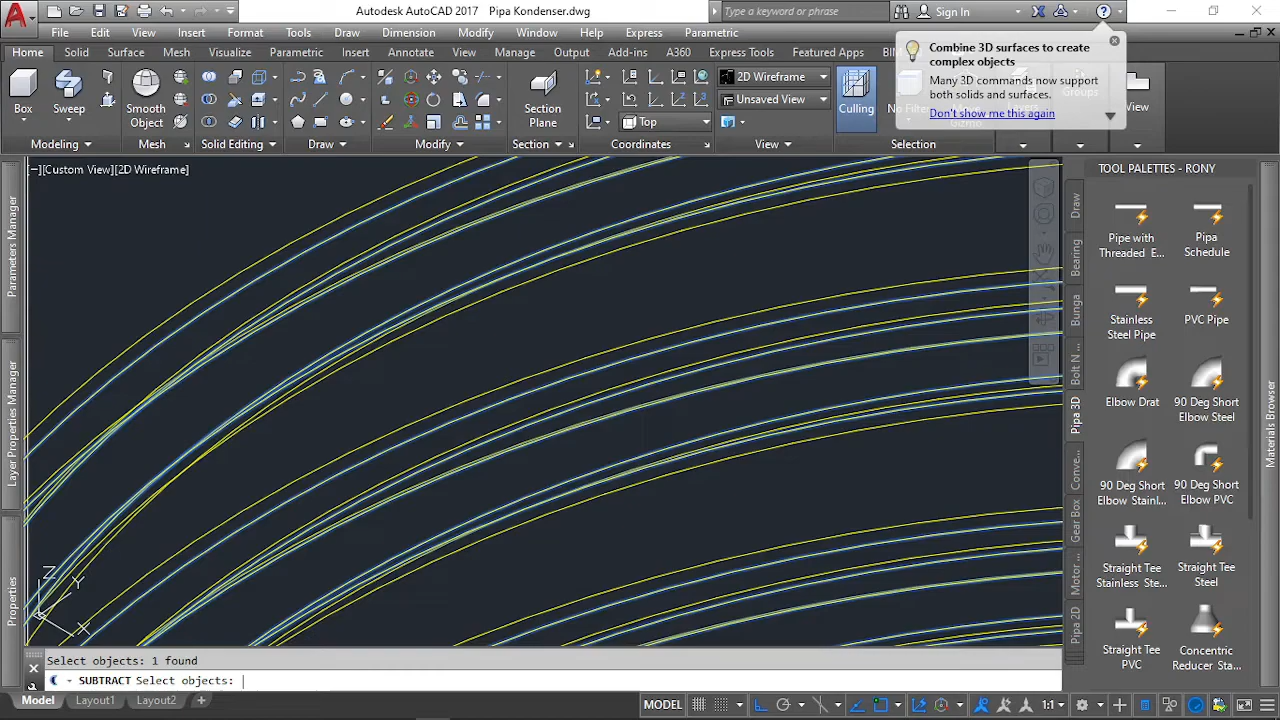 Autodesk AutoCAD 2017 Pipa Kondenser.dwg
Type a keyword or phrase
Sign In
File Edit View Insert Format Tools Draw Dimension Modify Window Help Express Parametric
Home Solid Surface Mesh Visualize Parametric Insert Annotate View Manage Output Add-ins A360 Express Tools Featured Apps
Combine 3D surfaces to create
complex objects
Many 3D commands now support
both solids and surfaces.
Don't show me this again
Box
Sweep
Smooth
Object
Section
Plane
2D Wireframe
Unsaved View
Top
Culling
No Filter
Move
Gizmo
Groups
View
Modeling
Mesh
Solid Editing
Draw
Modify
Section
Coordinates
View
Selection
[−][Custom View][2D Wireframe]
TOOL PALETTES - RONY
Parameters Manager
Layer Properties Manager
Properties
Materials Browser
Draw
Bearing
Bunga
Bolt N ...
Pipa 3D
Conve...
Gear Box
Motor ...
Pipa 2D
Pipe with
Threaded E...
Pipa
Schedule
Stainless
Steel Pipe
PVC Pipe
Elbow Drat
90 Deg Short
Elbow Steel
90 Deg Short
Elbow Stainl...
90 Deg Short
Elbow PVC
Straight Tee
Stainless Ste...
Straight Tee
Steel
Straight Tee
PVC
Concentric
Reducer Sta...
Z
Y
X
Select objects: 1 found
SUBTRACT Select objects:
Model Layout1 Layout2 +
MODEL
1:1